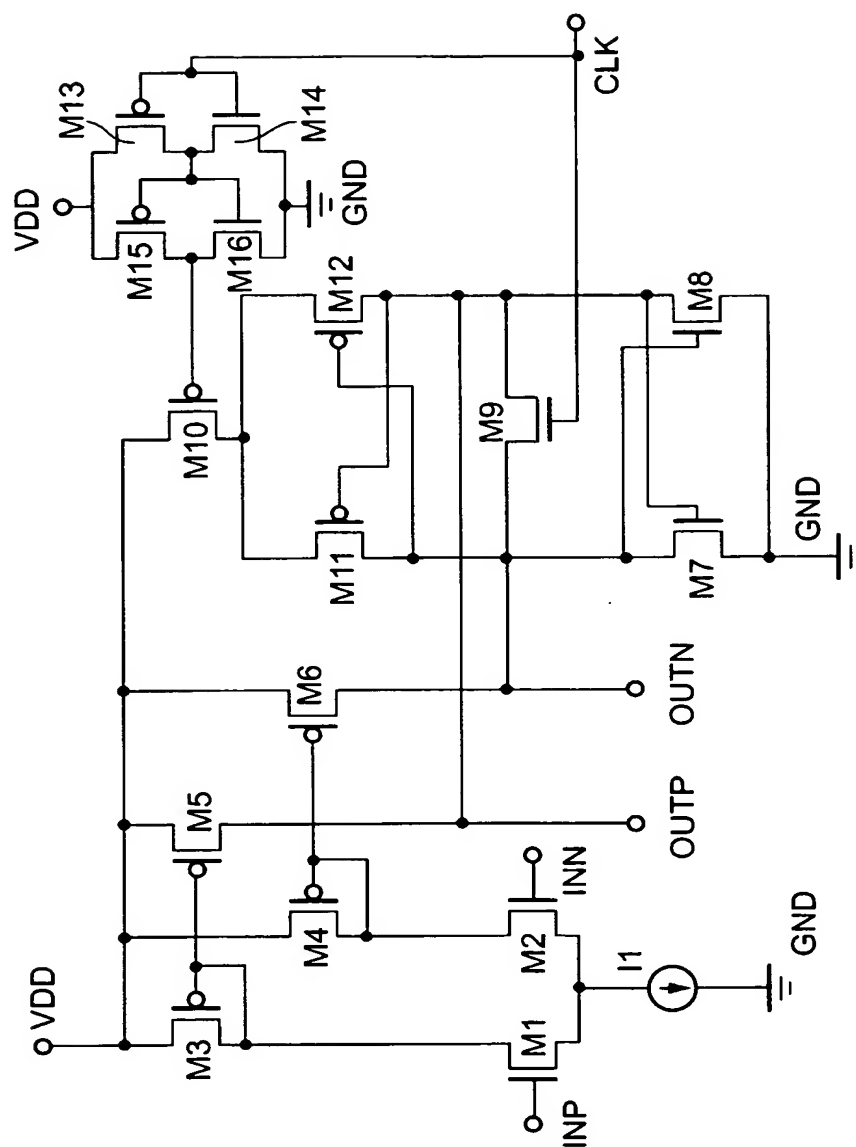 VDD
M13
M14
M15
M16
GND
CLK
M10
M12
M11
M9
M8
M7
GND
VDD
M3
M5
M4
M6
M1
M2
INP
INN
I1
GND
OUTP
OUTN